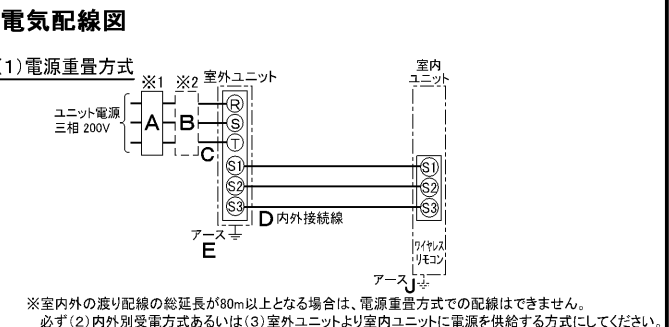 電気配線図
(1)電源重畳方式
※1 ※2 室外ユニット
室内
ユニット
ユニット電源
三相 200V
A B C
R
S
T
S1
S2
S3
S1
S2
S3
D 内外接続線
アース
E
ワイヤレス
リモコン
アース J
※室内外の渡り配線の総延長が80m以上となる場合は、電源重畳方式での配線はできません。
必ず(2)内外別受電方式あるいは(3)室外ユニットより室内ユニットに電源を供給する方式にしてください。